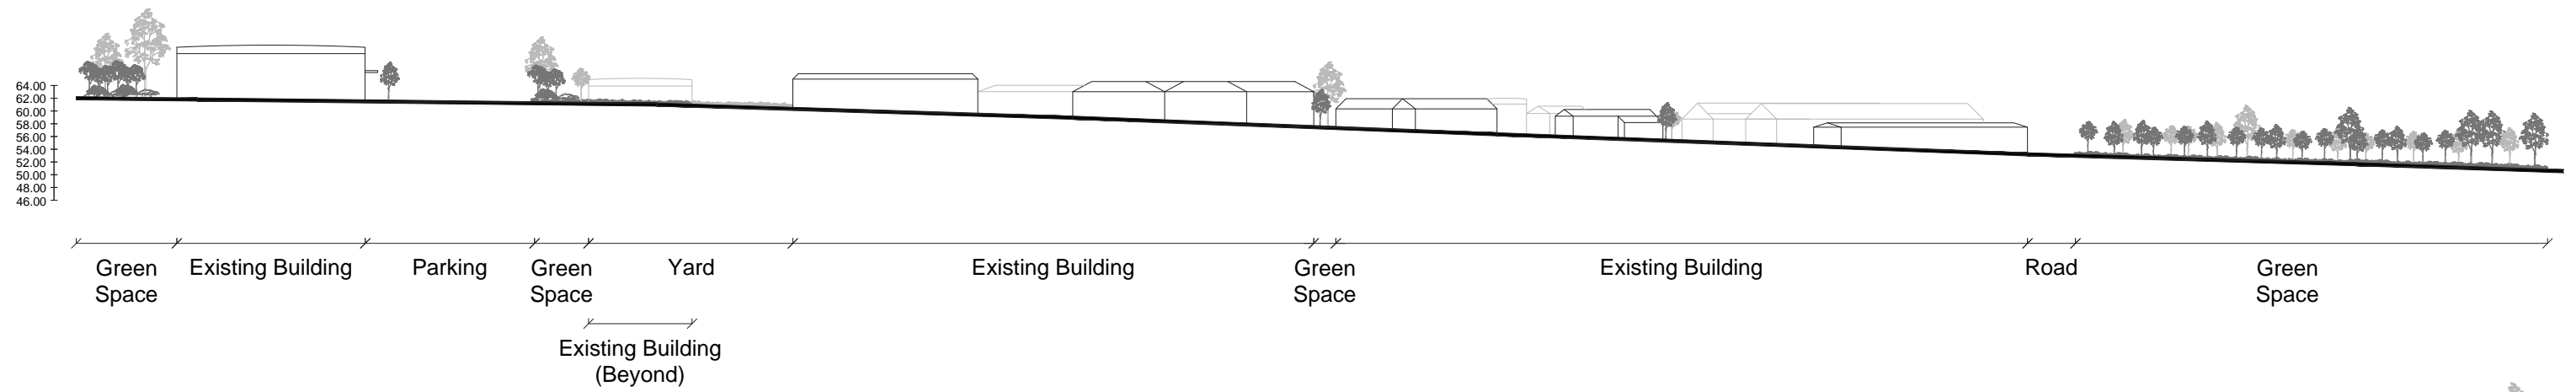 64.00
62.00
60.00
58.00
56.00
54.00
52.00
50.00
48.00
46.00
Green
Space
Existing Building
Parking
Green
Space
Yard
Existing Building
Green
Space
Existing Building
Road
Green
Space
Existing Building
(Beyond)